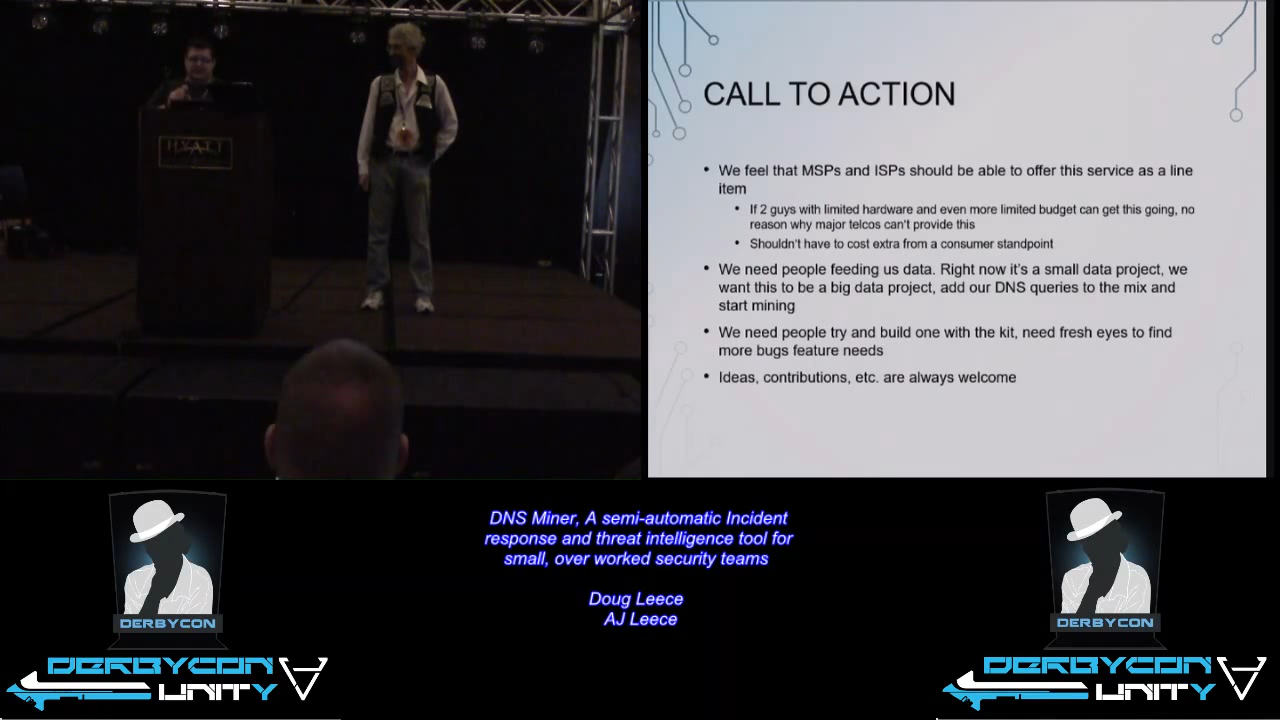 HYATT
CALL TO ACTION
• We feel that MSPs and ISPs should be able to offer this service as a line
item
• If 2 guys with limited hardware and even more limited budget can get this going, no
reason why major telcos can't provide this
• Shouldn't have to cost extra from a consumer standpoint
• We need people feeding us data. Right now it's a small data project, we
want this to be a big data project, add our DNS queries to the mix and
start mining
• We need people try and build one with the kit, need fresh eyes to find
more bugs feature needs
• Ideas, contributions, etc. are always welcome
DNS Miner, A semi-automatic Incident
response and threat intelligence tool for
small, over worked security teams
Doug Leece
AJ Leece
DERBYCON
DERBYCON
UNITY
DERBYCON
DERBYCON
UNITY